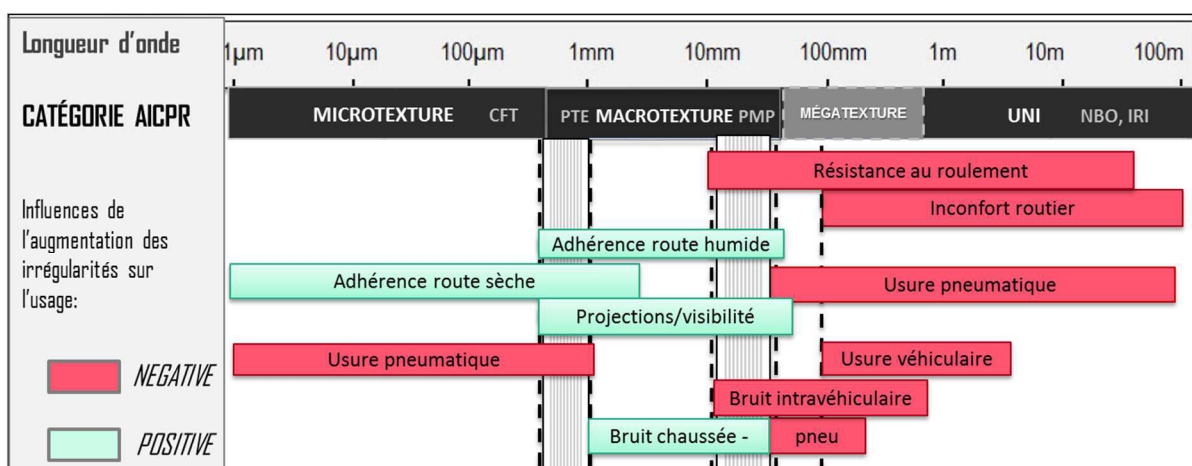 Longueur d'onde
1µm 10µm 100µm 1mm 10mm 100mm 1m 10m 100m
CATÉGORIE AICPR
MICROTEXTURE CFT PTE MACROTEXTURE PMP MÉGATEXTURE UNI NBO, IRI
Résistance au roulement
Inconfort routier
Influences de
l'augmentation des
irrégularités sur
l'usage:
Adhérence route humide
Adhérence route sèche
Usure pneumatique
Projections/visibilité
Usure pneumatique
Usure véhiculaire
NEGATIVE
Bruit intravéhiculaire
Bruit chaussée - pneu
POSITIVE